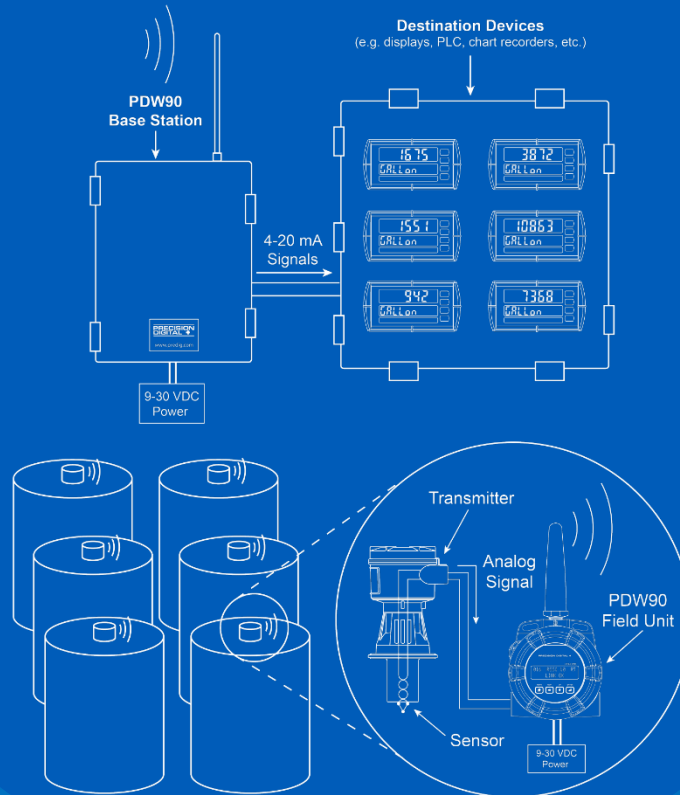 Destination Devices
(e.g. displays, PLC, chart recorders, etc.)
PDW90
Base Station
1675
GALLon
3872
GALLon
1551
GALLon
10863
GALLon
942
GALLon
7368
GALLon
4-20 mA
Signals
PRECISION
DIGITAL
www.predig.com
9-30 VDC
Power
Transmitter
Analog
Signal
PDW90
Field Unit
PRECISION DIGITAL
Sensor
9-30 VDC
Power